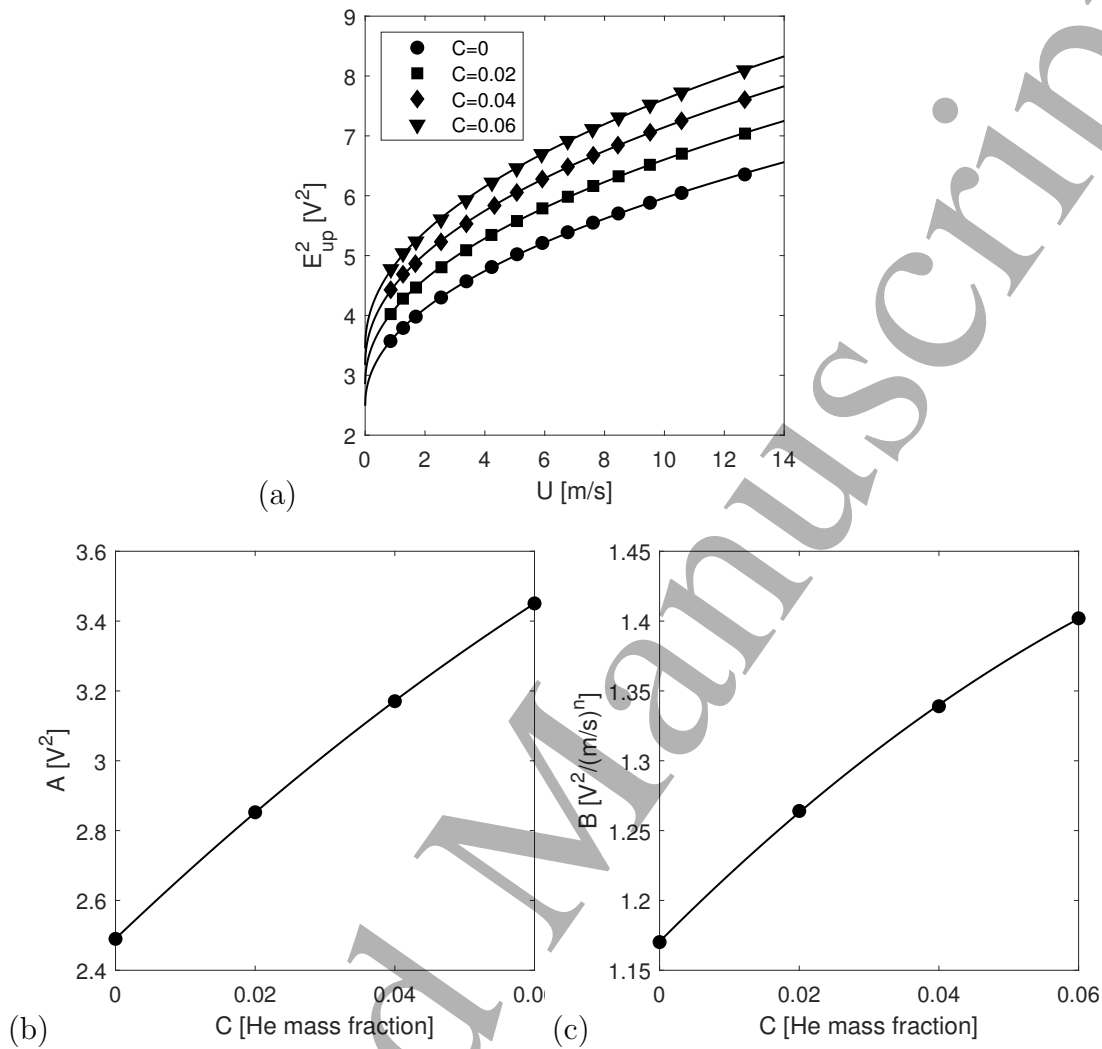 9
8
7
6
5
4
3
2
E²up [V²]
C=0
C=0.02
C=0.04
C=0.06
0 2 4 6 8 10 12 14
U [m/s]
(a)
3.6
3.4
3.2
3
2.8
2.6
2.4
A [V²]
0 0.02 0.04 0.0
C [He mass fraction]
(b)
1.45
1.4
1.35
1.3
1.25
1.2
1.15
B [V²/(m/s)ⁿ]
0 0.02 0.04 0.06
C [He mass fraction]
(c)
d Manuscrip